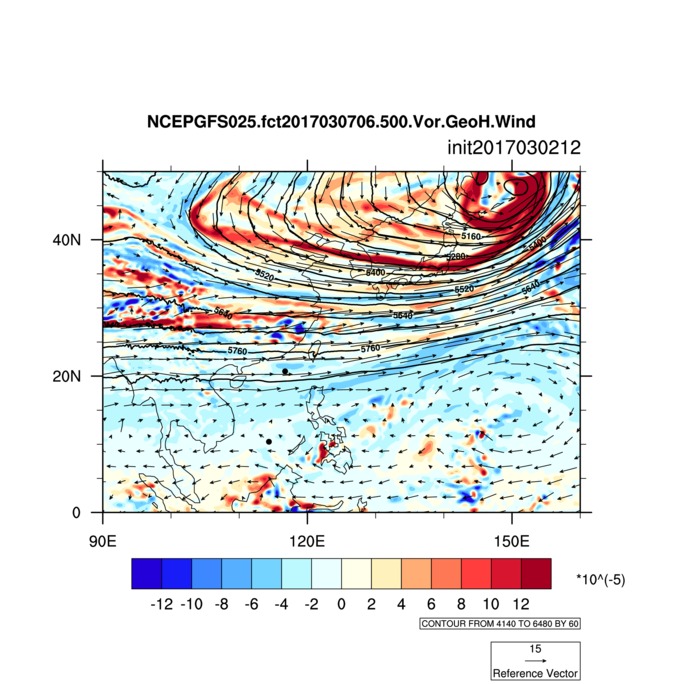 NCEPGFS025.fct2017030706.500.Vor.GeoH.Wind
init2017030212
40N
20N
0
90E 120E 150E
5160
5280
5400
5400
5520
5520
5640
5640
5640
5760
5760
-12 -10 -8 -6 -4 -2 0 2 4 6 8 10 12
*10^(-5)
CONTOUR FROM 4140 TO 6480 BY 60
15
Reference Vector